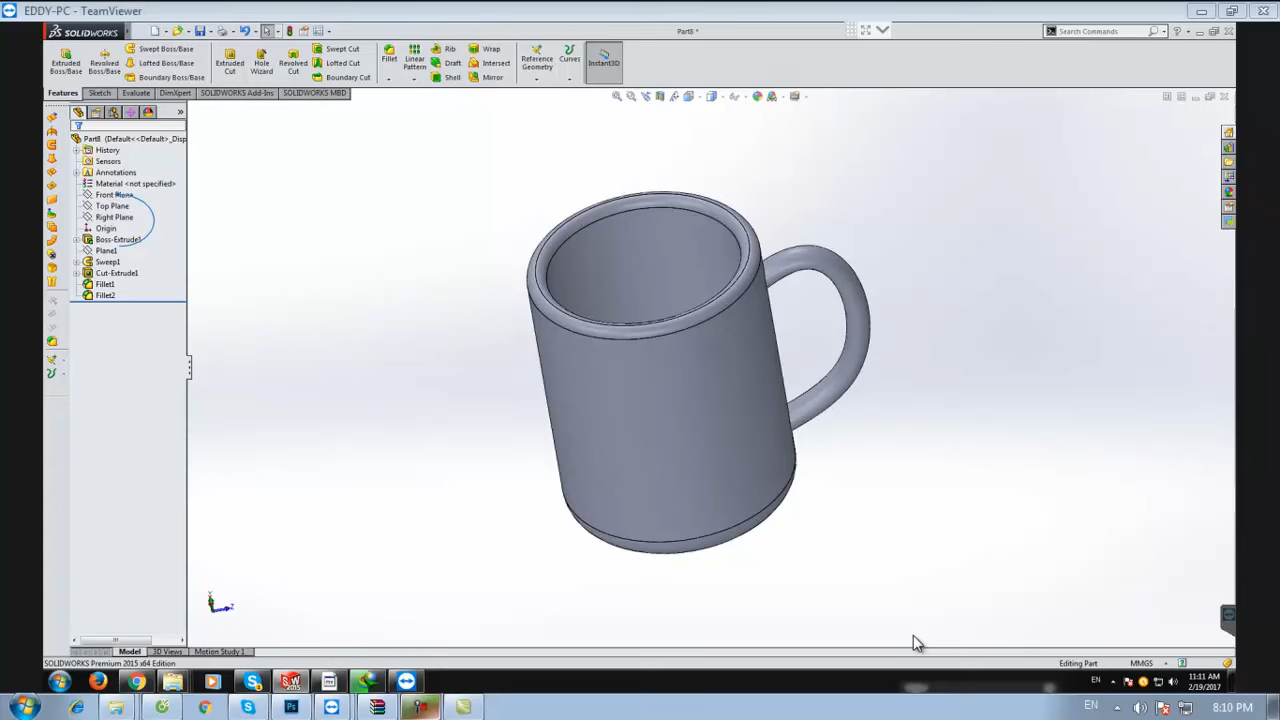 EDDY-PC - TeamViewer
SOLIDWORKS
Part8 *
Search Commands
Extruded Boss/Base
Revolved Boss/Base
Swept Boss/Base
Lofted Boss/Base
Boundary Boss/Base
Extruded Cut
Hole Wizard
Revolved Cut
Swept Cut
Lofted Cut
Boundary Cut
Fillet
Linear Pattern
Rib
Draft
Shell
Wrap
Intersect
Mirror
Reference Geometry
Curves
Instant3D
Features
Sketch
Evaluate
DimXpert
SOLIDWORKS Add-Ins
SOLIDWORKS MBD
Part8 (Default<<Default>_Disp
History
Sensors
Annotations
Material <not specified>
Front Plane
Top Plane
Right Plane
Origin
Boss-Extrude1
Plane1
Sweep1
Cut-Extrude1
Fillet1
Fillet2
Model
3D Views
Motion Study 1
SOLIDWORKS Premium 2015 x64 Edition
Editing Part
MMGS
EN
11:11 AM
2/19/2017
EN
8:10 PM